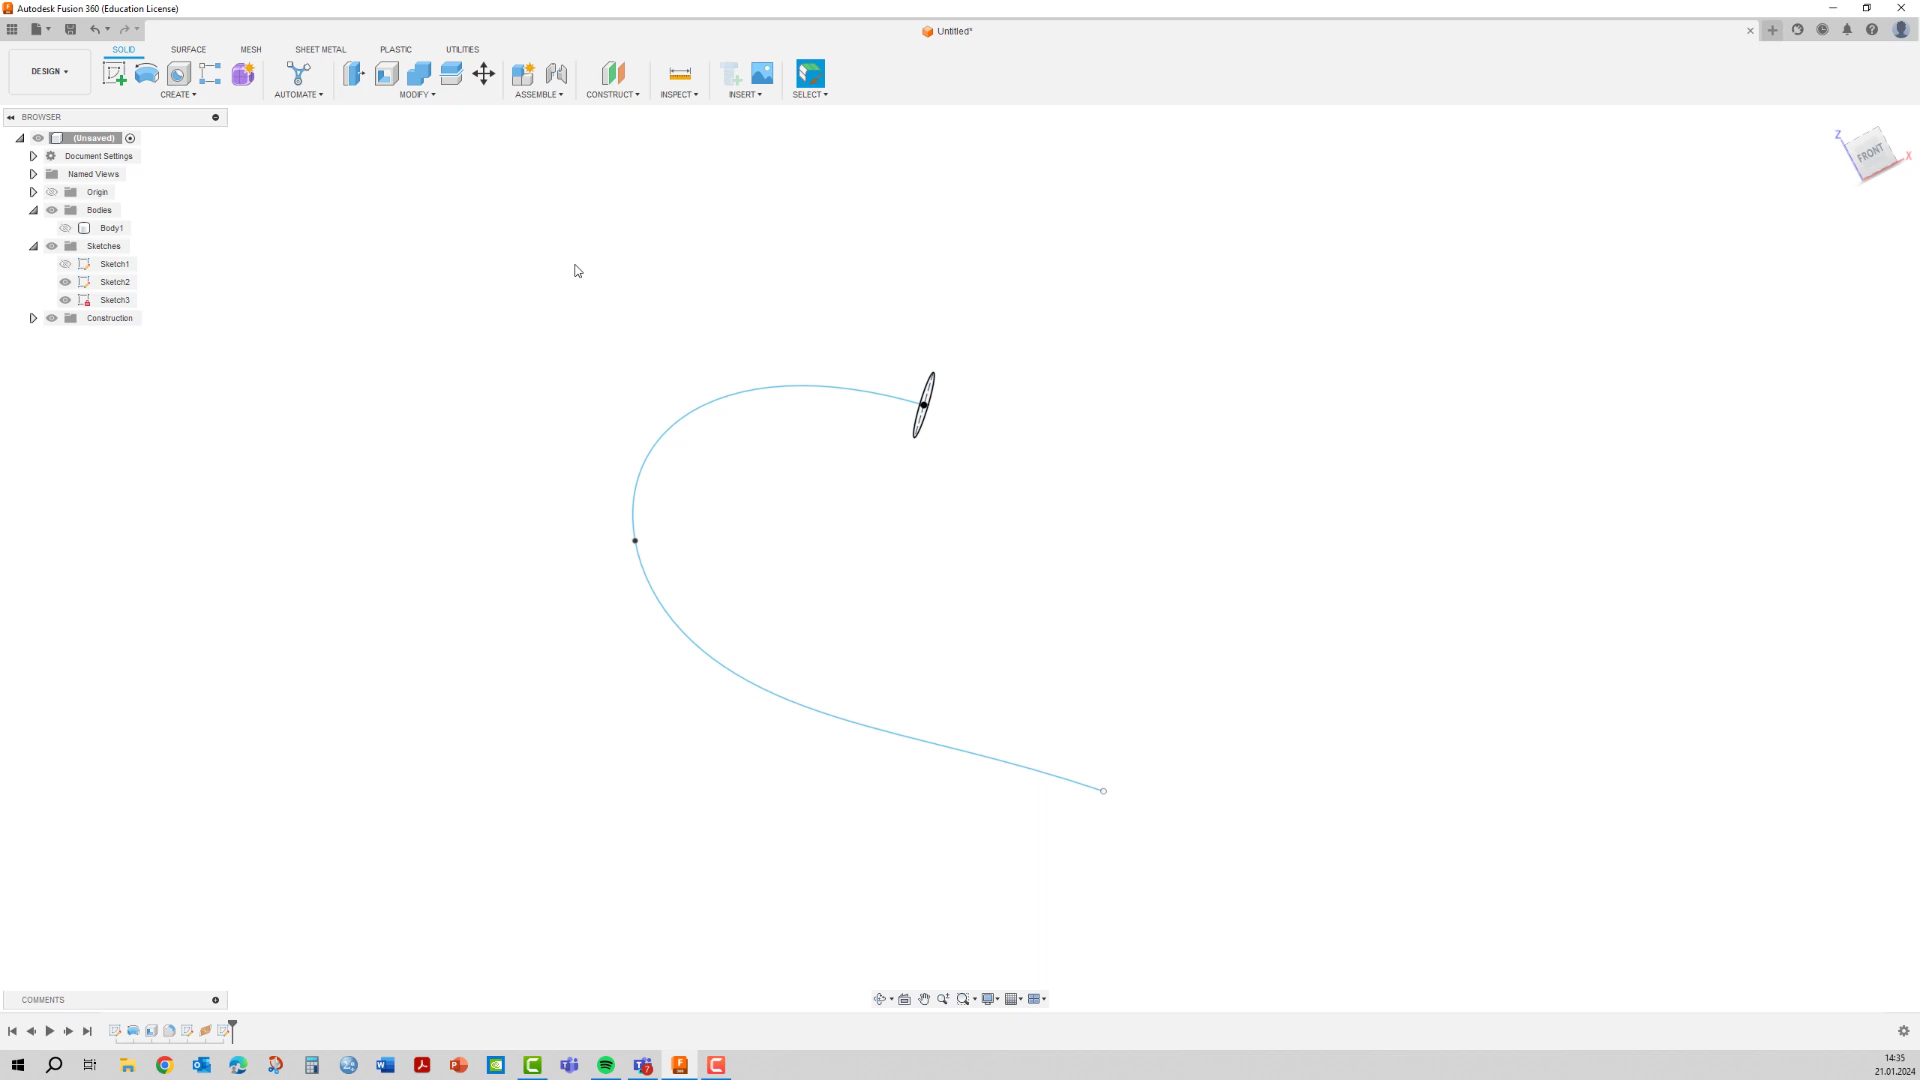 Autodesk Fusion 360 (Education License)
Untitled*
SOLID SURFACE MESH SHEET METAL PLASTIC UTILITIES
DESIGN
CREATE AUTOMATE MODIFY ASSEMBLE CONSTRUCT INSPECT INSERT SELECT
BROWSER
(Unsaved)
Document Settings
Named Views
Origin
Bodies
Body1
Sketches
Sketch1
Sketch2
Sketch3
Construction
Z
FRONT
X
COMMENTS
14:35
21.01.2024